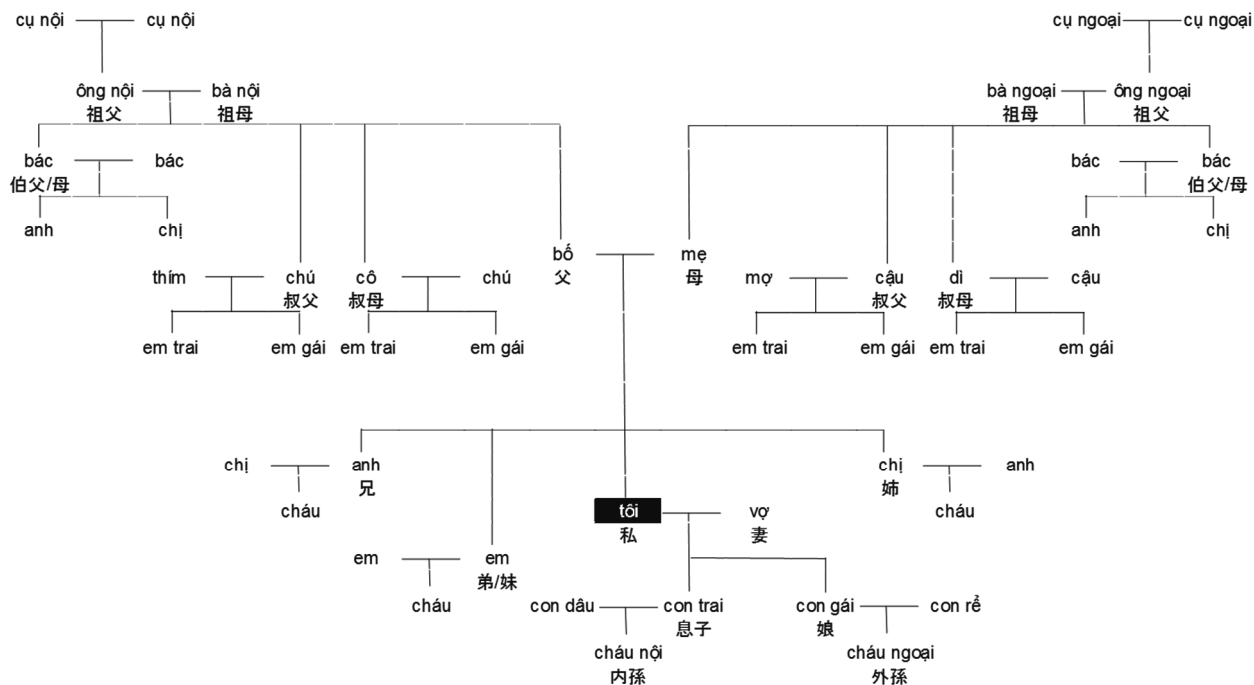 cụ nội cụ nội cụ ngoại cụ ngoại
ông nội bà nội bà ngoại ông ngoại
祖父 祖母 祖母 祖父
bác bác bác bác
伯父/母 伯父/母
anh chị anh chị
bố mẹ
父 母
thím chú cô chú mợ cậu dì cậu
叔父 叔母 叔父 叔母
em trai em gái em trai em gái em trai em gái em trai em gái
chị anh chị anh
兄 姉
cháu cháu
tôi vợ
私 妻
em em
弟/妹
cháu
con dâu con trai con gái con rể
息子 娘
cháu nội cháu ngoại
内孫 外孫